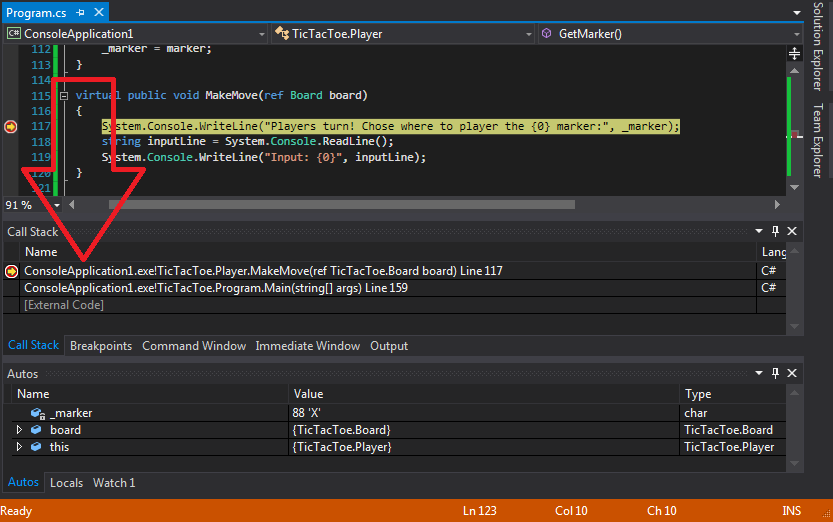 Program.cs
ConsoleApplication1 TicTacToe.Player GetMarker()
112 _marker = marker;
113 }
114
115 virtual public void MakeMove(ref Board board)
116 {
117 System.Console.WriteLine("Players turn! Chose where to player the {0} marker:", _marker);
118 string inputLine = System.Console.ReadLine();
119 System.Console.WriteLine("Input: {0}", inputLine);
120 }
121
91 %
Call Stack
Name Lang
ConsoleApplication1.exe!TicTacToe.Player.MakeMove(ref TicTacToe.Board board) Line 117 C#
ConsoleApplication1.exe!TicTacToe.Program.Main(string[] args) Line 159 C#
[External Code]
Call Stack Breakpoints Command Window Immediate Window Output
Autos
Name Value Type
_marker 88 'X' char
board {TicTacToe.Board} TicTacToe.Board
this {TicTacToe.Player} TicTacToe.Player
Autos Locals Watch 1
Ready Ln 123 Col 10 Ch 10 INS
Solution Explorer
Team Explorer